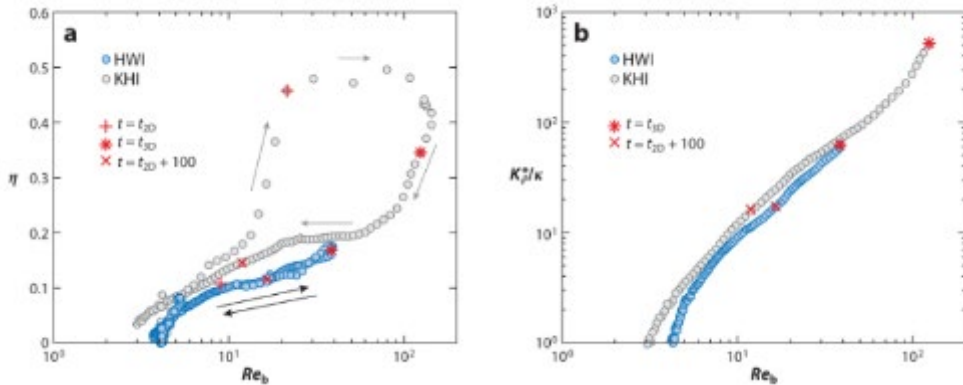 a
0.6
0.5
0.4
0.3
0.2
0.1
0
η
HWI
KHI
t = t2D
t = t3D
t = t2D + 100
10⁰
10¹
10²
Reb
b
10³
10²
10¹
10⁰
K*ρ/κ
HWI
KHI
t = t3D
t = t2D + 100
10⁰
10¹
10²
Reb